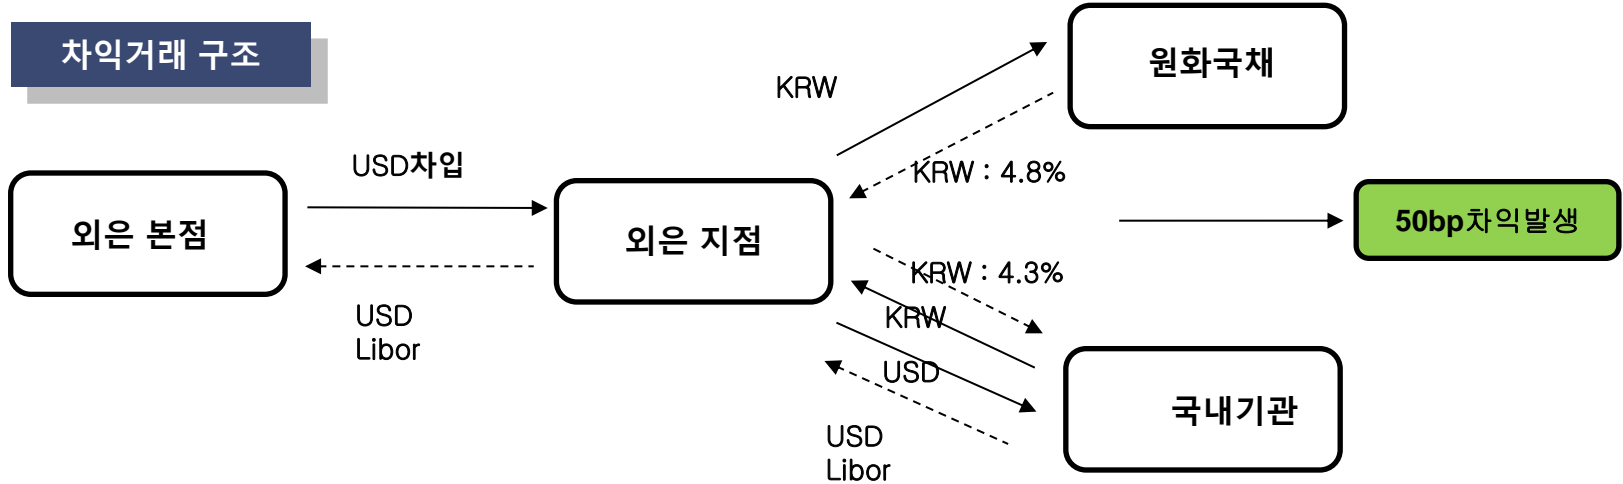 차익거래 구조
원화국채
KRW
USD차입
KRW : 4.8%
외은 본점
외은 지점
50bp차익발생
KRW : 4.3%
KRW
USD
Libor
USD
국내기관
USD
Libor